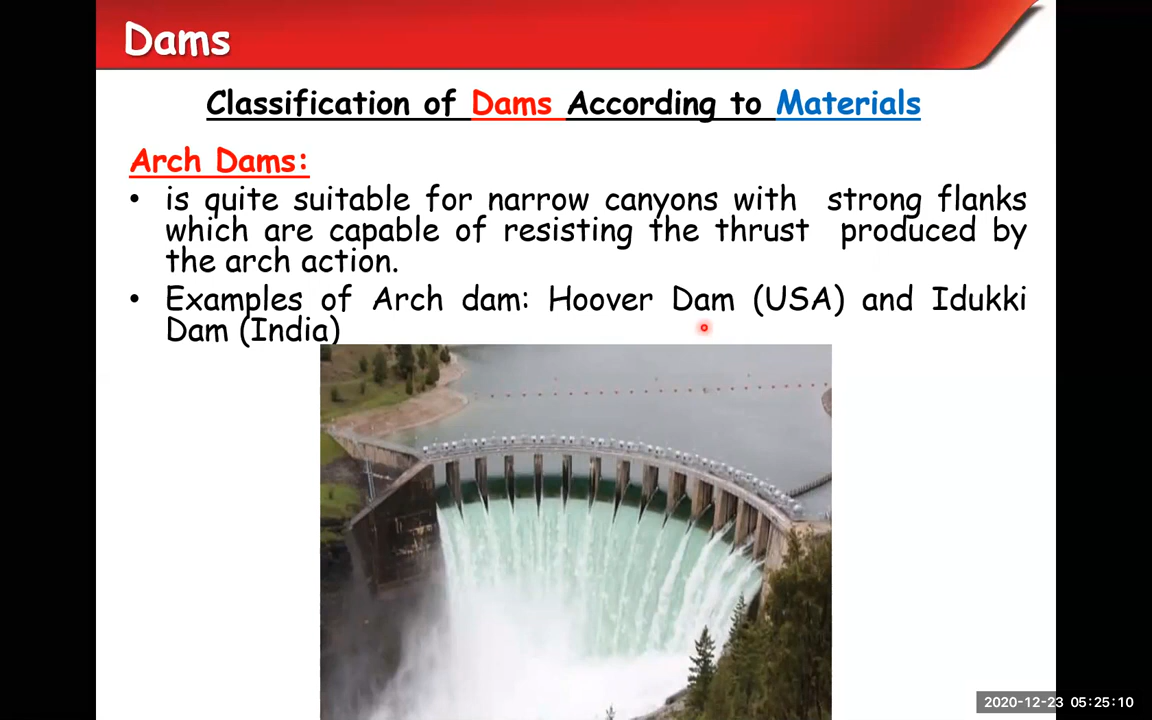 Dams
Classification of Dams According to Materials
Arch Dams:
• is quite suitable for narrow canyons with strong flanks
which are capable of resisting the thrust produced by
the arch action.
• Examples of Arch dam: Hoover Dam (USA) and Idukki
Dam (India)
2020-12-23 05:25:10